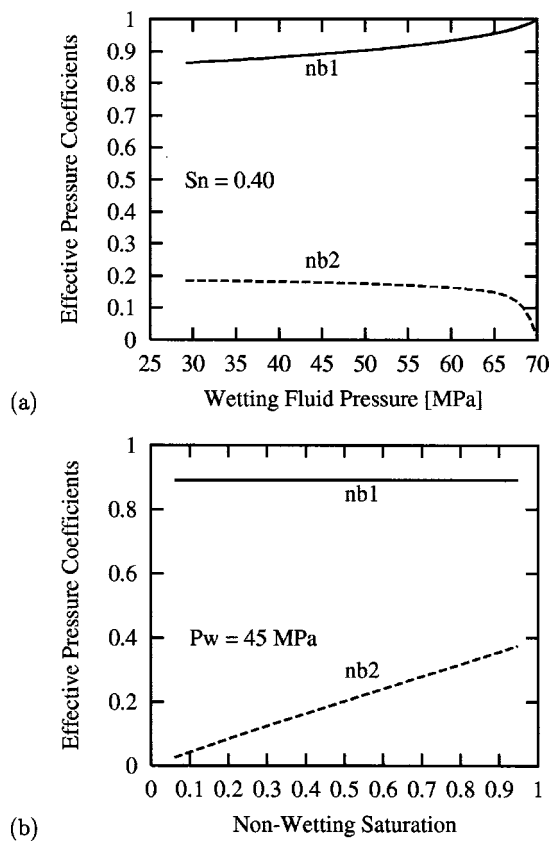 1
0.9
0.8
0.7
0.6
0.5
0.4
0.3
0.2
0.1
0
Effective Pressure Coefficients
nb1
Sn = 0.40
nb2
25 30 35 40 45 50 55 60 65 70
Wetting Fluid Pressure [MPa]
(a)
1
0.8
0.6
0.4
0.2
0
Effective Pressure Coefficients
nb1
Pw = 45 MPa
nb2
0 0.1 0.2 0.3 0.4 0.5 0.6 0.7 0.8 0.9 1
Non-Wetting Saturation
(b)